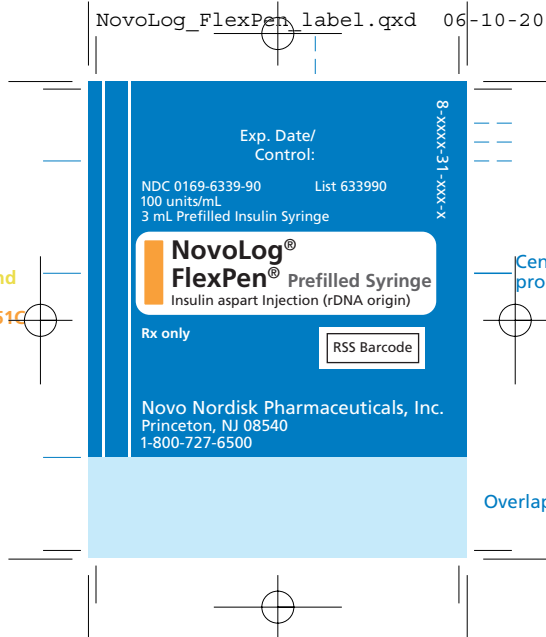 NovoLog_FlexPen_label.qxd 06-10-20
8-xxxx-31-xxx-x
Exp. Date/
Control:
NDC 0169-6339-90 List 633990
100 units/mL
3 mL Prefilled Insulin Syringe
NovoLog®
FlexPen® Prefilled Syringe
Insulin aspart Injection (rDNA origin)
Rx only
RSS Barcode
Novo Nordisk Pharmaceuticals, Inc.
Princeton, NJ 08540
1-800-727-6500
Overlap